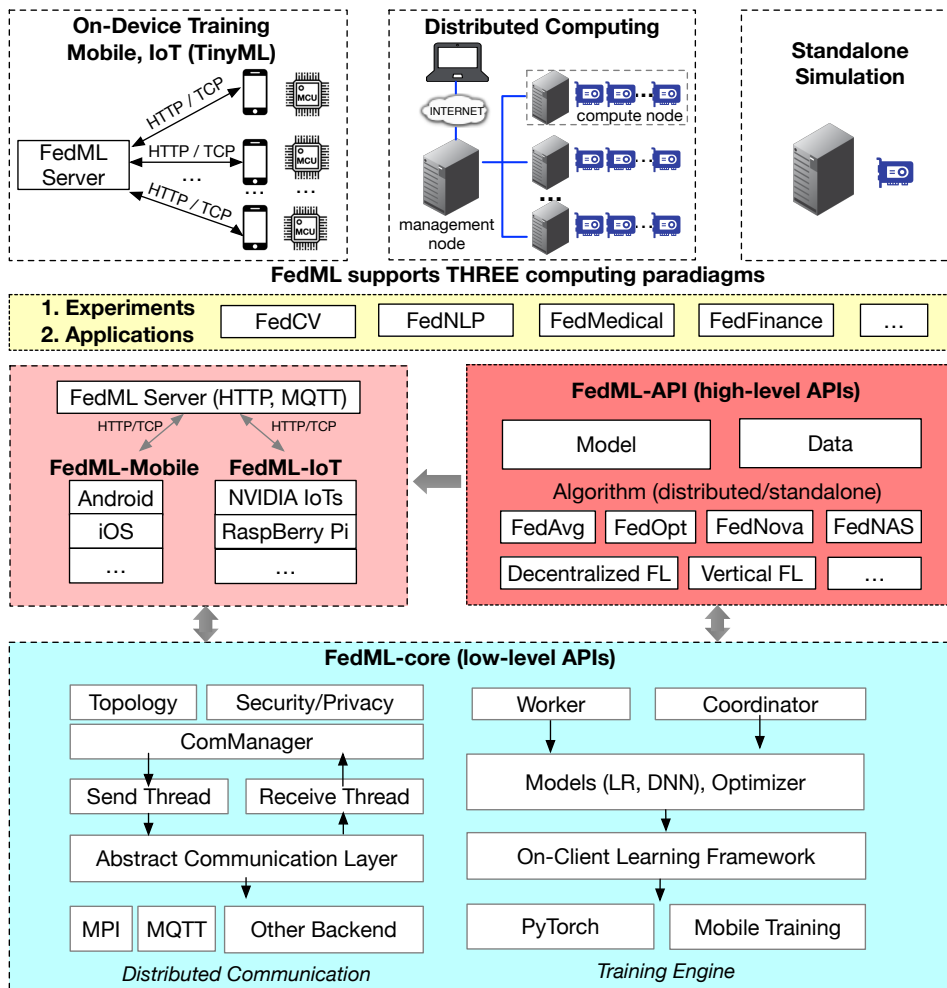 On-Device Training
Mobile, IoT (TinyML)
HTTP / TCP
MCU
FedML
Server
HTTP / TCP
MCU
...
...
...
HTTP / TCP
MCU
Distributed Computing
INTERNET
...
compute node
...
...
management
node
...
Standalone
Simulation
FedML supports THREE computing paradiagms
1. Experiments
2. Applications
FedCV
FedNLP
FedMedical
FedFinance
...
FedML Server (HTTP, MQTT)
HTTP/TCP
HTTP/TCP
FedML-Mobile
Android
iOS
...
FedML-IoT
NVIDIA IoTs
RaspBerry Pi
...
FedML-API (high-level APIs)
Model
Data
Algorithm (distributed/standalone)
FedAvg
FedOpt
FedNova
FedNAS
Decentralized FL
Vertical FL
...
FedML-core (low-level APIs)
Topology
Security/Privacy
ComManager
Send Thread
Receive Thread
Abstract Communication Layer
MPI
MQTT
Other Backend
Distributed Communication
Worker
Coordinator
Models (LR, DNN), Optimizer
On-Client Learning Framework
PyTorch
Mobile Training
Training Engine